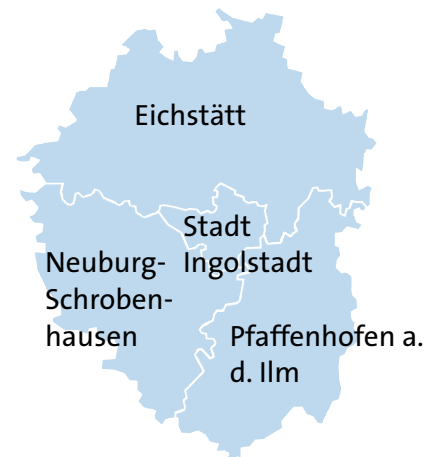 Eichstätt
Stadt
Ingolstadt
Neuburg-
Schroben-
hausen
Pfaffenhofen a.
d. Ilm